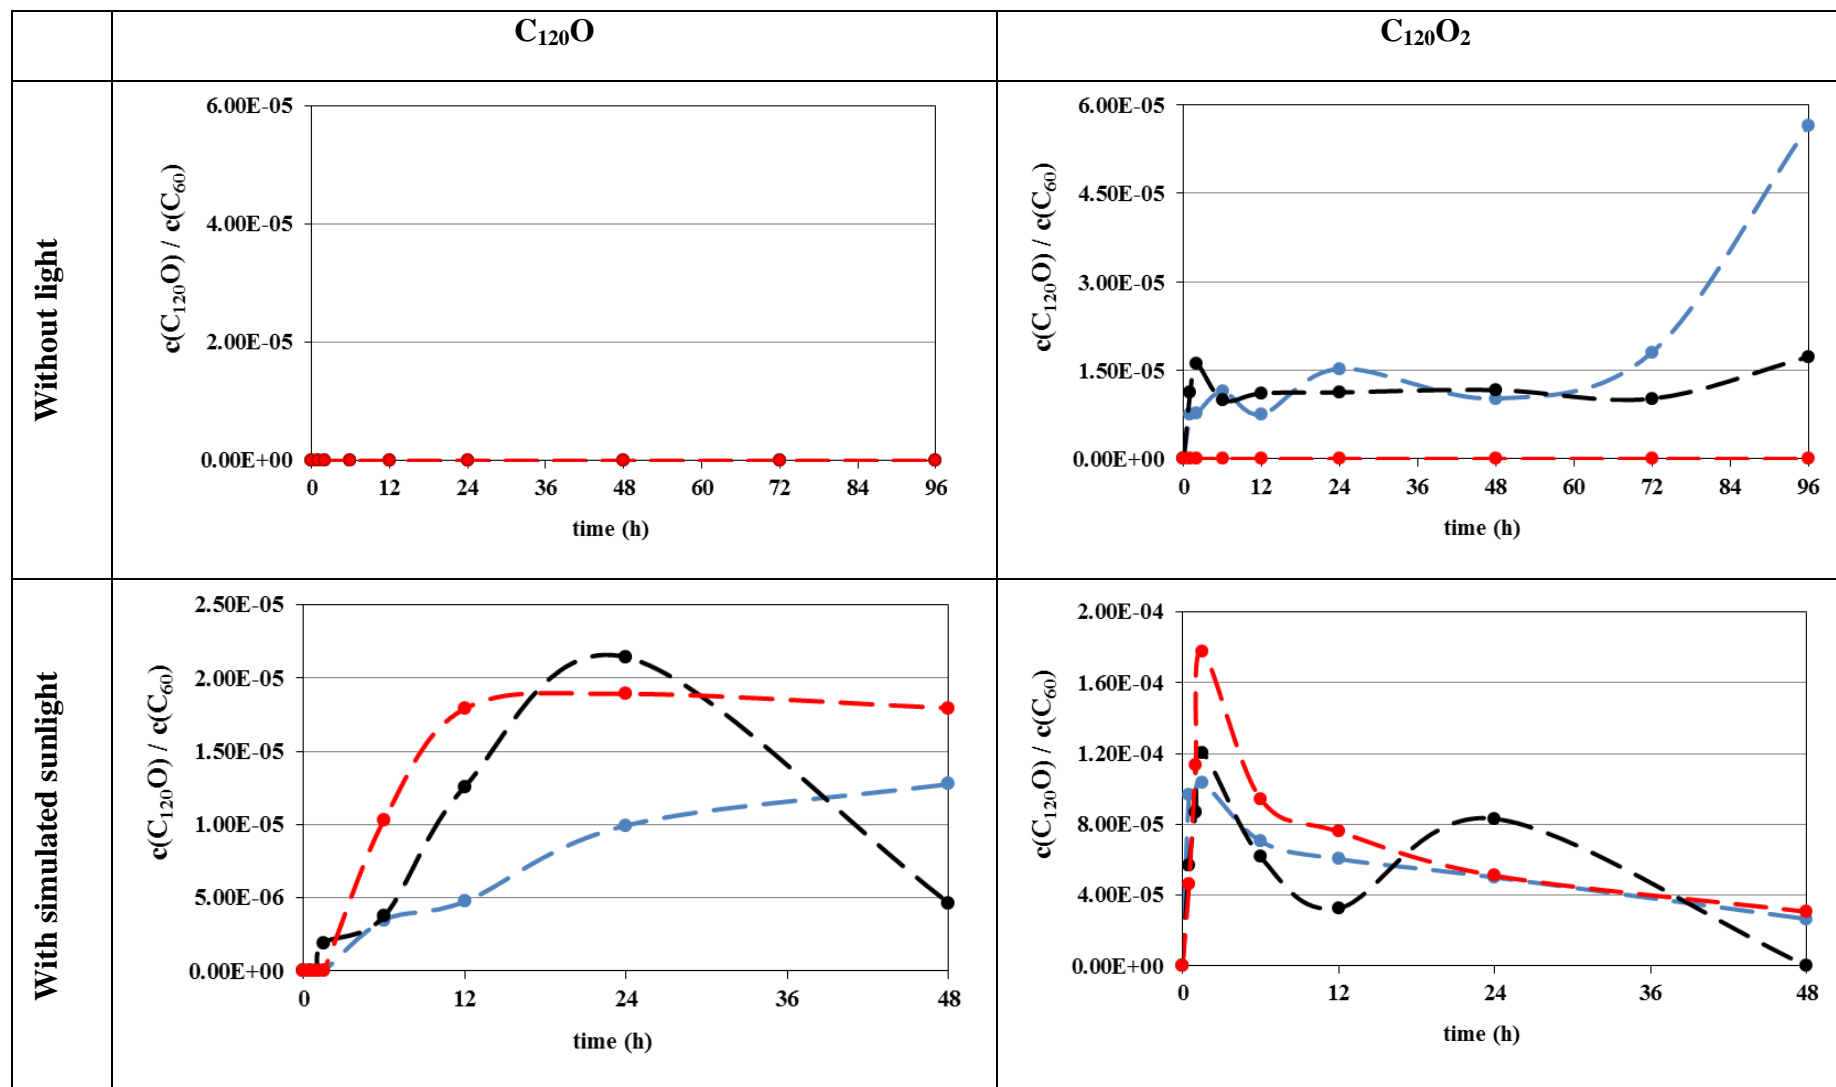 C₁₂₀O
C₁₂₀O₂
Without light
c(C₁₂₀O) / c(C₆₀)
6.00E-05
4.00E-05
2.00E-05
0.00E+00
0 12 24 36 48 60 72 84 96
time (h)
c(C₁₂₀O) / c(C₆₀)
6.00E-05
4.50E-05
3.00E-05
1.50E-05
0.00E+00
0 12 24 36 48 60 72 84 96
time (h)
With simulated sunlight
c(C₁₂₀O) / c(C₆₀)
2.50E-05
2.00E-05
1.50E-05
1.00E-05
5.00E-06
0.00E+00
0 12 24 36 48
time (h)
c(C₁₂₀O) / c(C₆₀)
2.00E-04
1.60E-04
1.20E-04
8.00E-05
4.00E-05
0.00E+00
0 12 24 36 48
time (h)